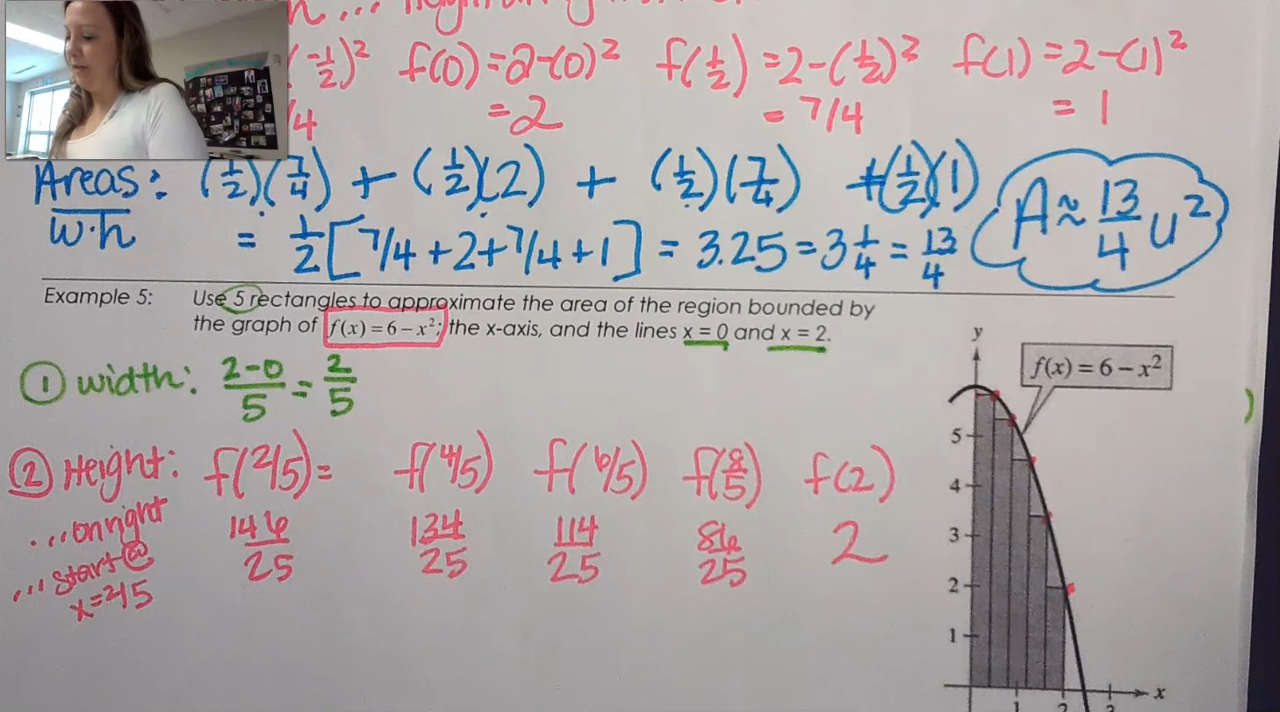 (-½)² f(0)=2-(0)² f(½)=2-(½)² f(1)=2-(1)²
/4 =2 =7/4 =1
Areas: (½)(7/4) + (½)(2) + (½)(7/4) +(½)(1)
w·h = ½[7/4+2+7/4+1] = 3.25=3¼=13/4 A≈13/4 u²
Example 5: Use 5 rectangles to approximate the area of the region bounded by
the graph of f(x)=6−x²; the x-axis, and the lines x = 0 and x = 2.
① width: 2-0/5 = 2/5
② Height: f(2/5)= f(4/5) f(6/5) f(8/5) f(2)
...on right 146/25 134/25 114/25 86/25 2
...start @
x=2/5
y
f(x)=6−x²
5
4
3
2
1
x
1 2 3